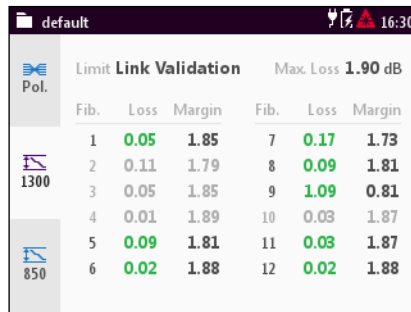 default 16:30
Pol.
1300
850
Limit Link Validation Max. Loss 1.90 dB
Fib. Loss Margin Fib. Loss Margin
1 0.05 1.85 7 0.17 1.73
2 0.11 1.79 8 0.09 1.81
3 0.05 1.85 9 1.09 0.81
4 0.01 1.89 10 0.03 1.87
5 0.09 1.81 11 0.03 1.87
6 0.02 1.88 12 0.02 1.88